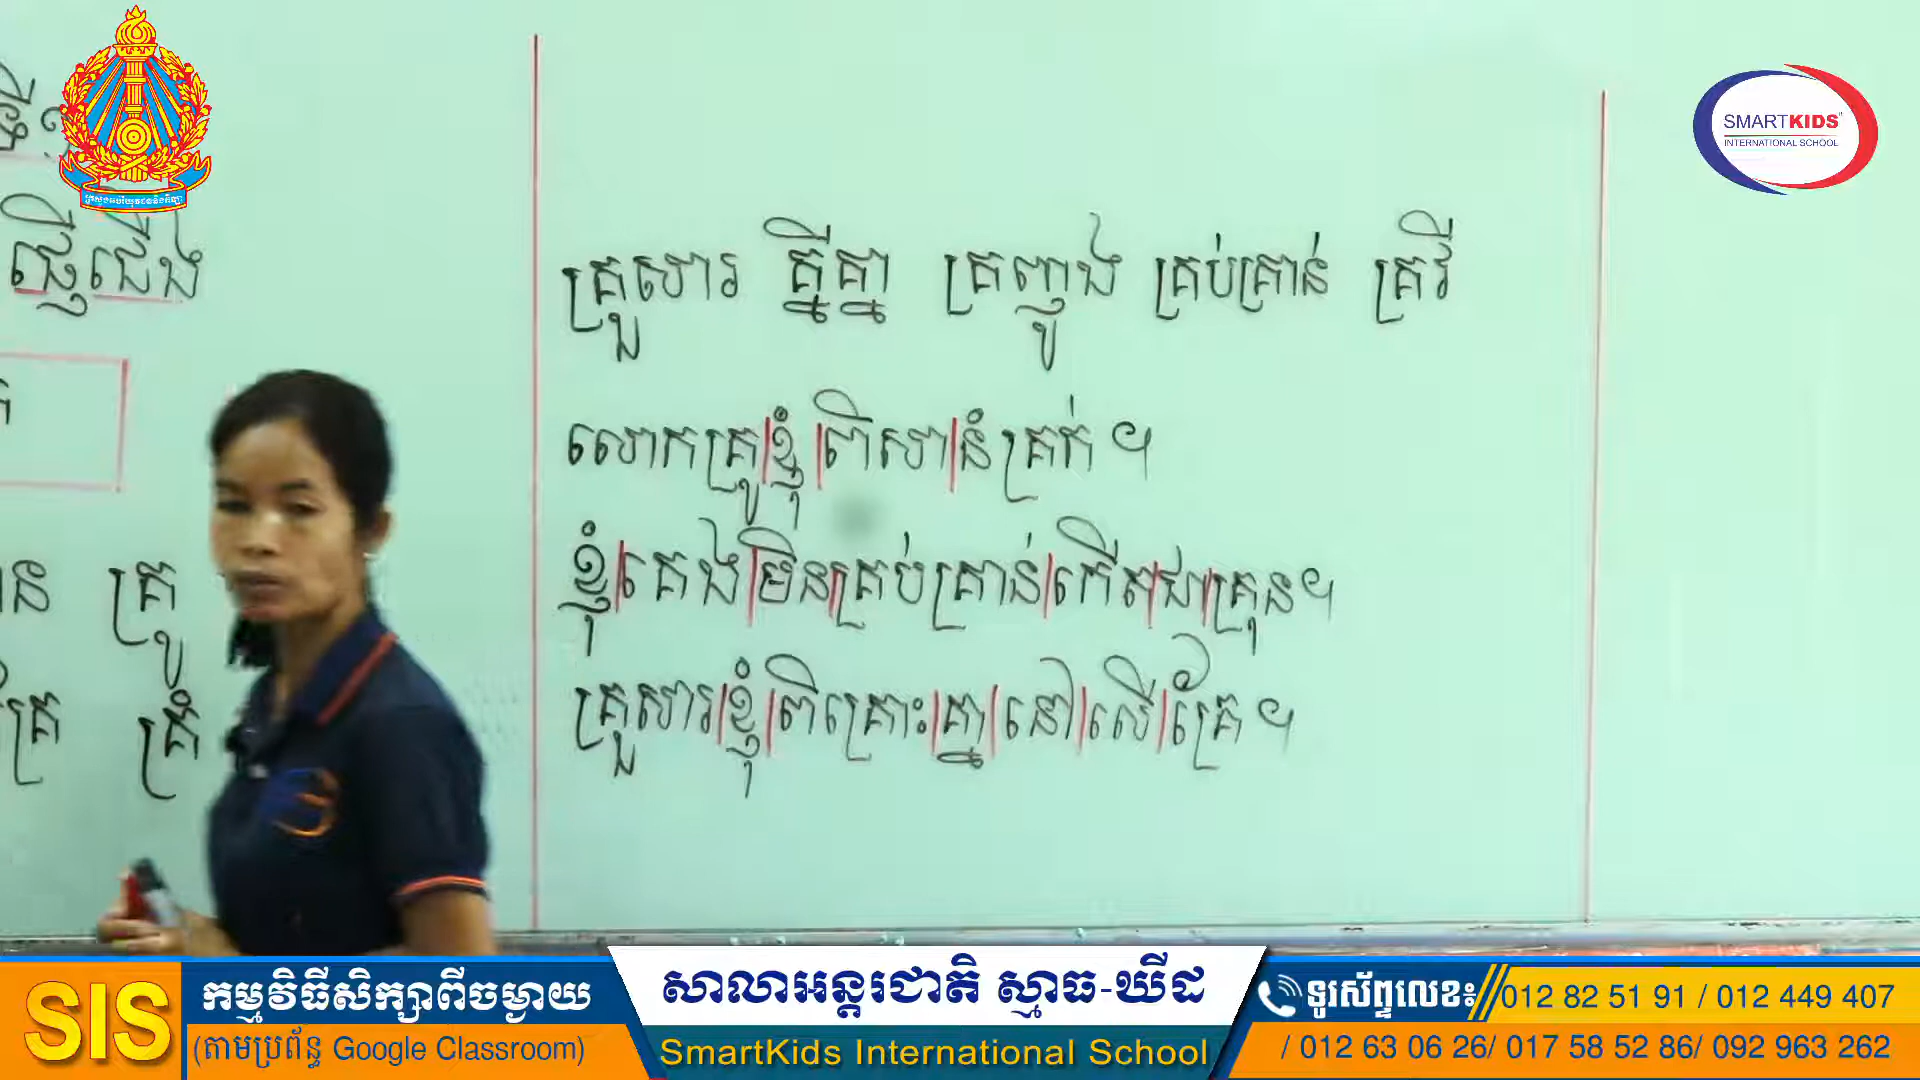 ផ្ញើជើង
គ្រួសារ គ្នីគ្នា គ្រញូង គ្រប់គ្រាន់ គ្រវី
លោកគ្រូ|ខ្ញុំ|ពិសា|នំគ្រក់ ។
ខ្ញុំ|គេង|មិន|គ្រប់គ្រាន់|កើត|ជា|គ្រុន។
គ្រួសារ|ខ្ញុំ|ពិគ្រោះ|គ្នា|នៅ|លើ|គ្រែ ។
គ្រូ
គ្រំ
SMARTKIDS
INTERNATIONAL SCHOOL
SIS
កម្មវិធីសិក្សាពីចម្ងាយ
(តាមប្រព័ន្ធ Google Classroom)
សាលាអន្តរជាតិ ស្មាធ-ឃីដ
SmartKids International School
ទូរស័ព្ទលេខ៖ 012 82 51 91 / 012 449 407
/ 012 63 06 26/ 017 58 52 86/ 092 963 262